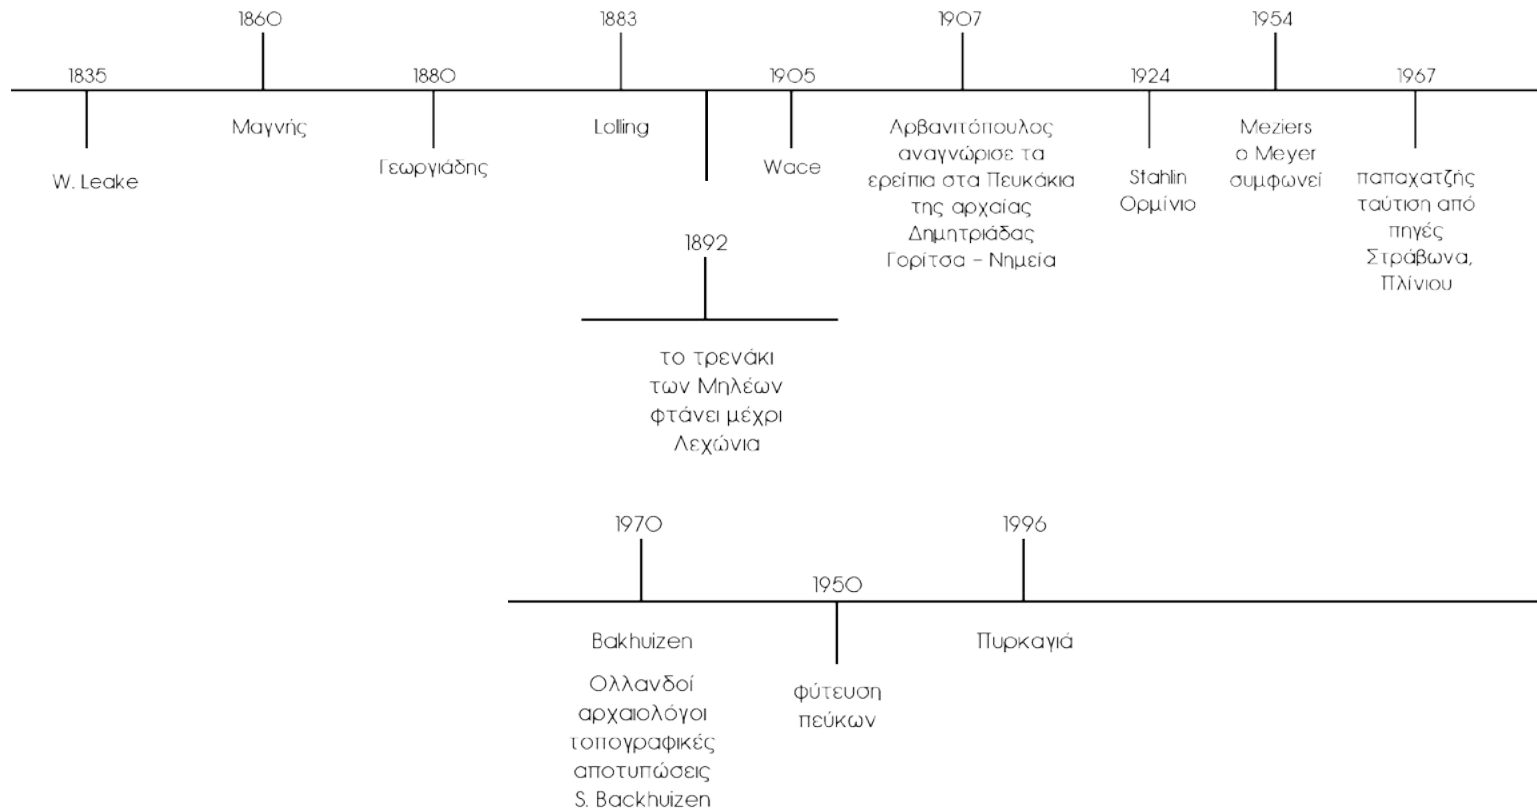 1835
W. Leake
1860
Μαγνής
1880
Γεωργιάδης
1883
Lolling
1892
το τρενάκι
των Μηλέων
φτάνει μέχρι
Λεχώνια
1905
Wace
1907
Αρβανιτόπουλος
αναγνώρισε τα
ερείπια στα Πευκάκια
της αρχαίας
Δημητριάδας
Γορίτσα - Νημεία
1924
Stahlin
Ορμίνιο
1954
Meziers
ο Meyer
συμφωνεί
1967
παπαχατζής
ταύτιση από
πηγές
Στράβωνα,
Πλίνιου
1970
Bakhuizen
Ολλανδοί
αρχαιολόγοι
τοπογραφικές
αποτυπώσεις
S. Backhuizen
1950
φύτευση
πεύκων
1996
Πυρκαγιά